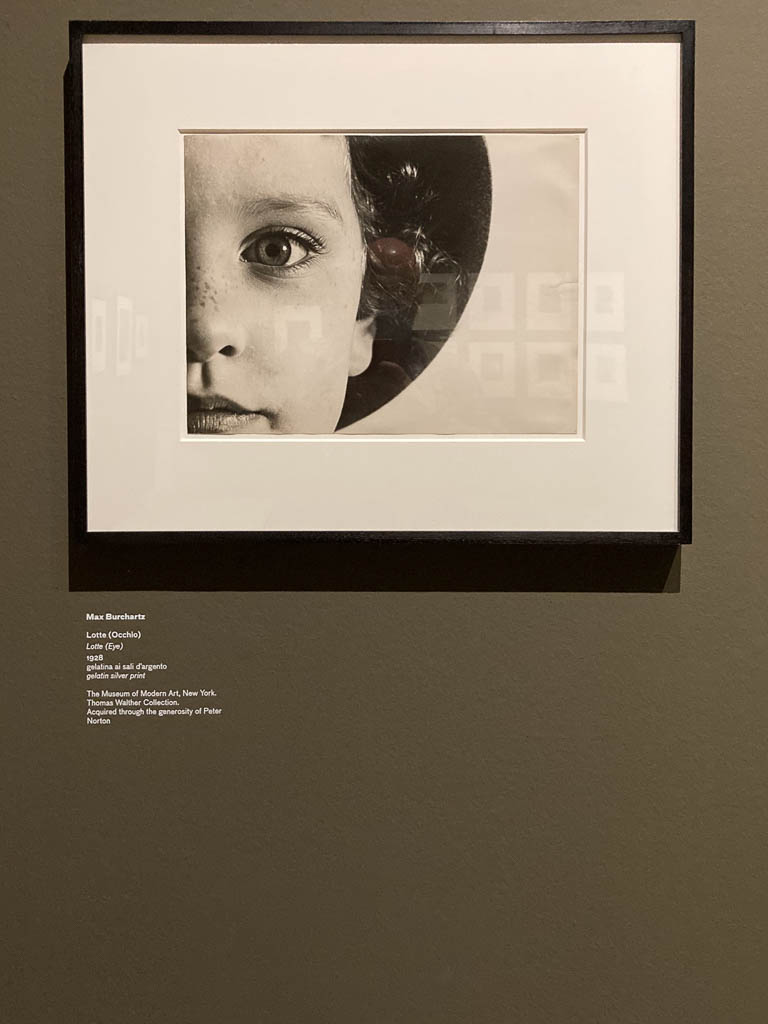 Max Burchartz
Lotte (Occhio)
Lotte (Eye)
1928
gelatina ai sali d'argento
gelatin silver print
The Museum of Modern Art, New York.
Thomas Walther Collection.
Acquired through the generosity of Peter
Norton